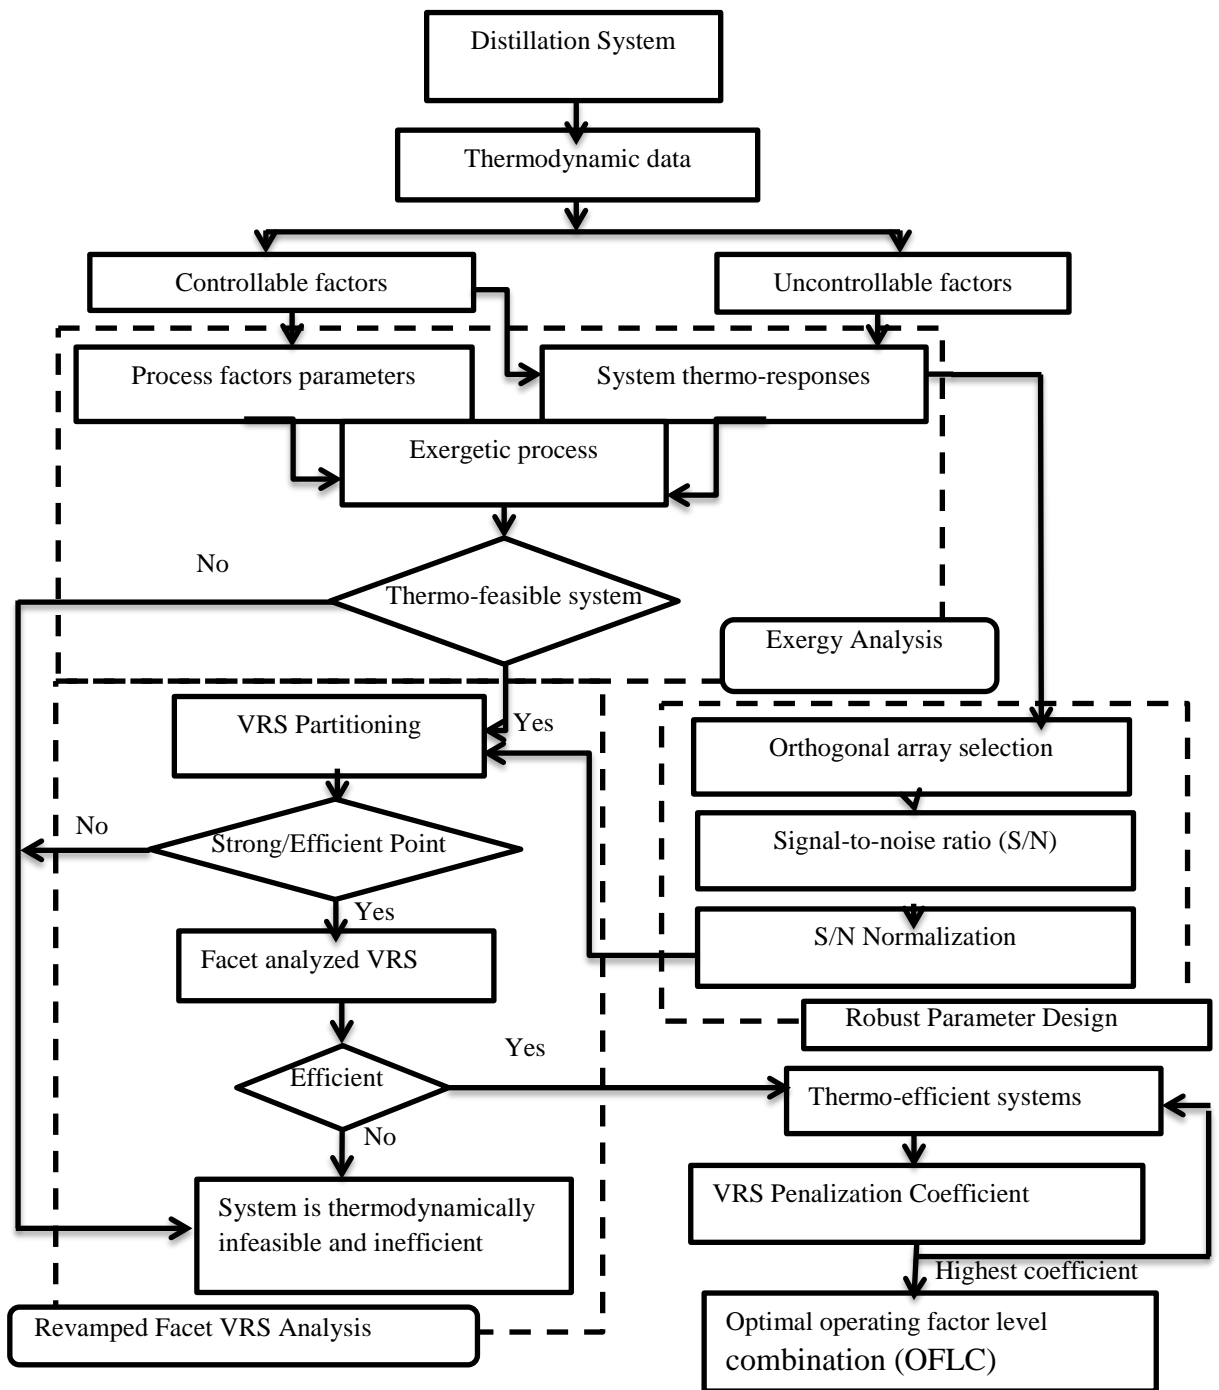 Distillation System
Thermodynamic data
Controllable factors
Uncontrollable factors
Process factors parameters
System thermo-responses
Exergetic process
No
Thermo-feasible system
Exergy Analysis
VRS Partitioning
Yes
Orthogonal array selection
No
Strong/Efficient Point
Signal-to-noise ratio (S/N)
Yes
S/N Normalization
Facet analyzed VRS
Robust Parameter Design
Yes
Efficient
Thermo-efficient systems
No
VRS Penalization Coefficient
System is thermodynamically
infeasible and inefficient
Highest coefficient
Revamped Facet VRS Analysis
Optimal operating factor level
combination (OFLC)